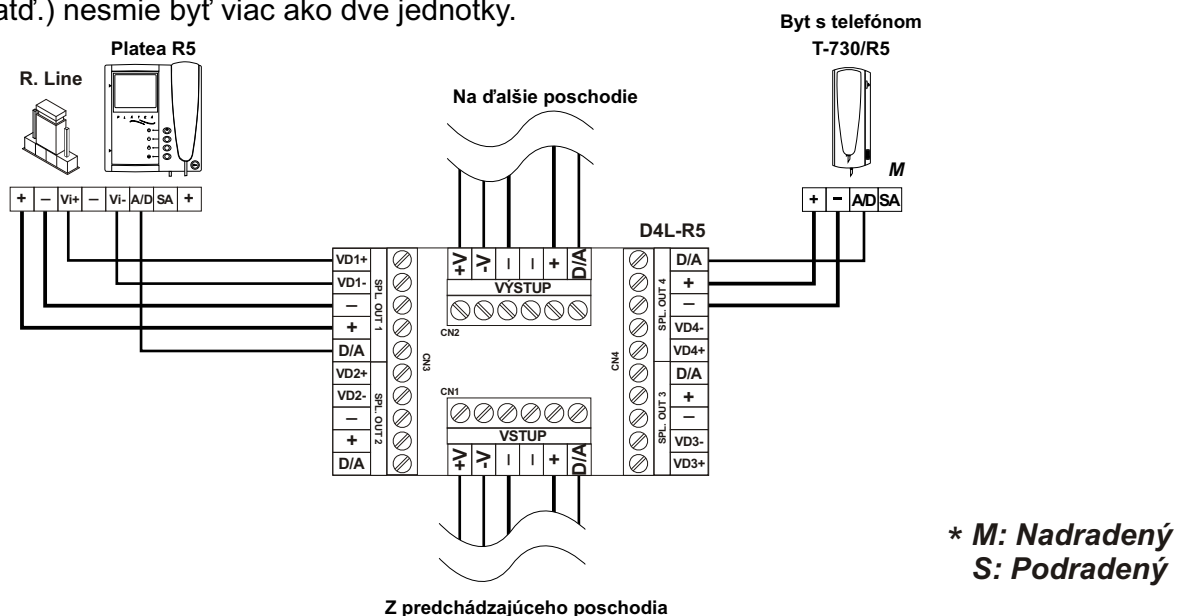 atď.) nesmie byť viac ako dve jednotky.
Byt s telefónom
T-730/R5
Platea R5
R. Line
PLATEA
Na ďalšie poschodie
M
+ – Vi+ – Vi- A/D SA +
+ – A/D SA
D4L-R5
VD1+
VD1-
–
+
D/A
VD2+
VD2-
–
+
D/A
SPL. OUT 1
SPL. OUT 2
CN3
+V -V – – + D/A
VÝSTUP
CN2
CN1
VSTUP
+V -V – – + D/A
CN4
SPL. OUT 4
SPL. OUT 3
D/A
+
–
VD4-
VD4+
D/A
+
–
VD3-
VD3+
* M: Nadradený
S: Podradený
Z predchádzajúceho poschodia